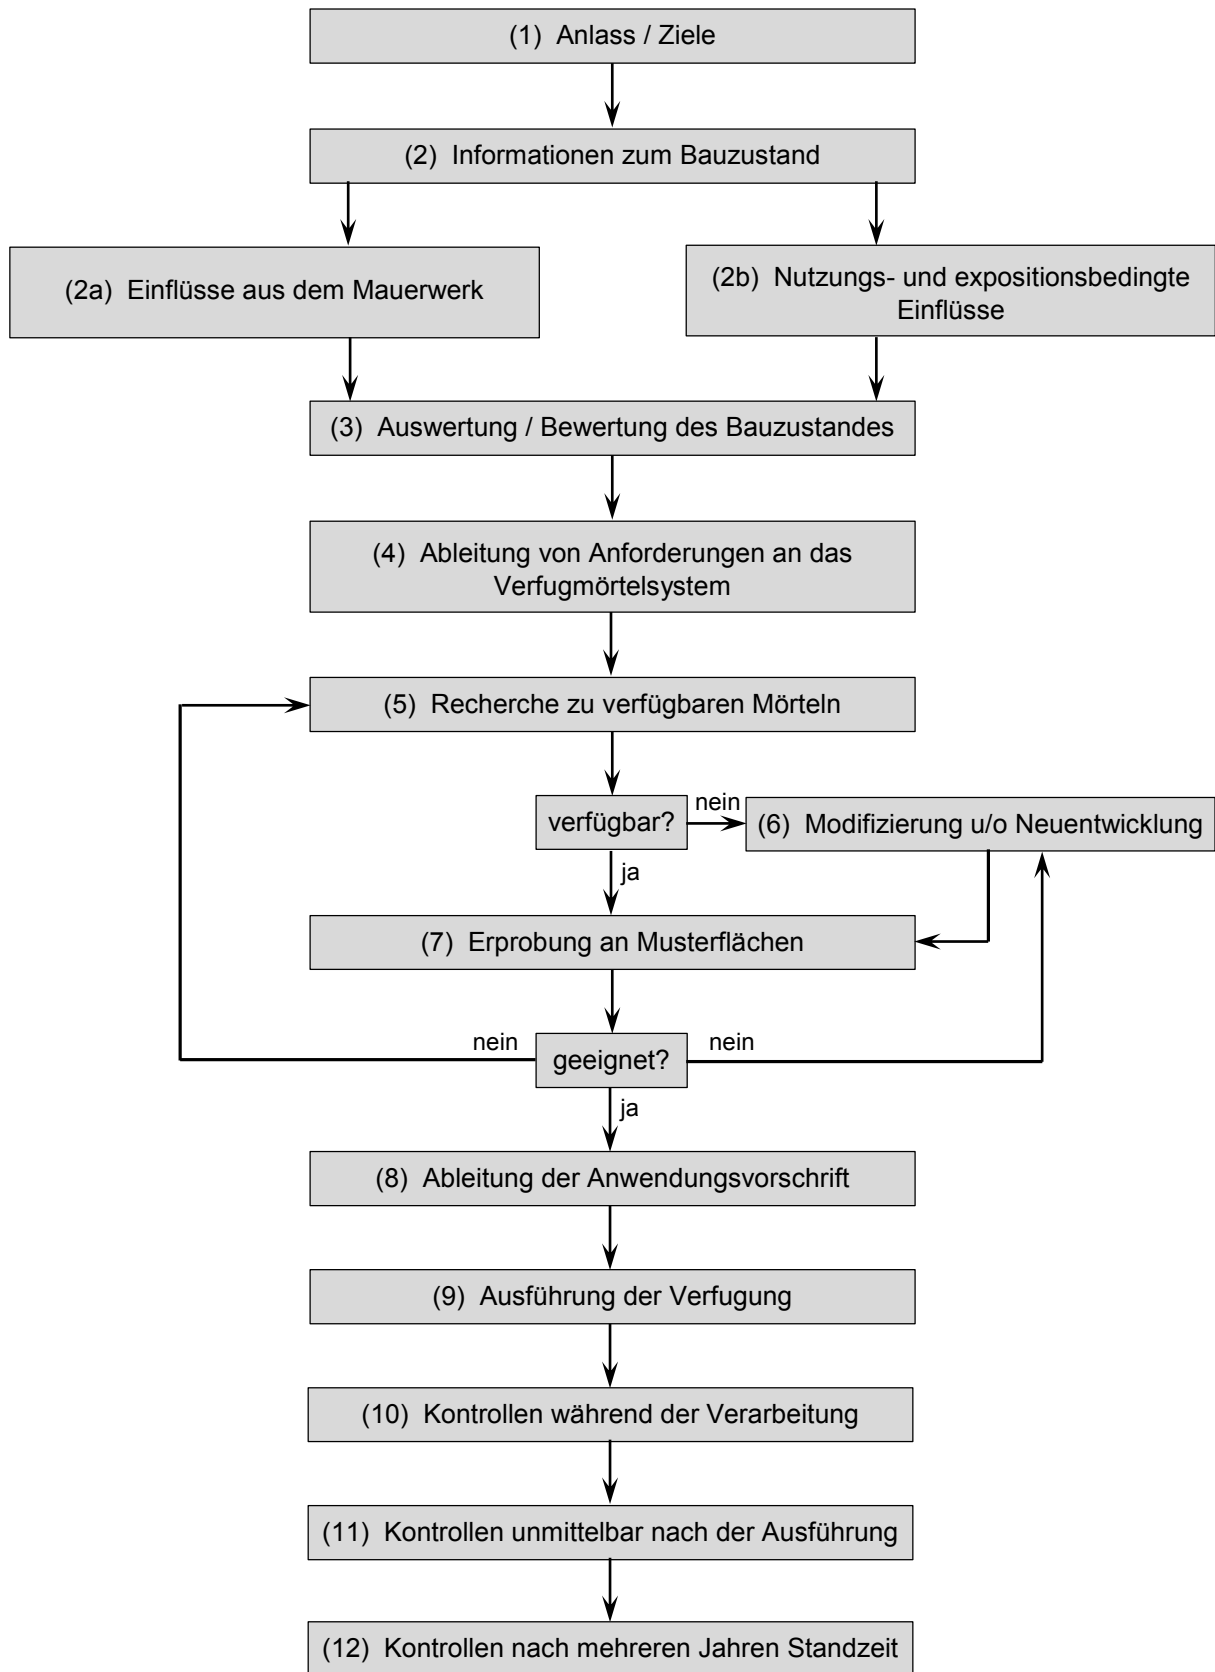 (1) Anlass / Ziele
(2) Informationen zum Bauzustand
(2a) Einflüsse aus dem Mauerwerk
(2b) Nutzungs- und expositionsbedingte
Einflüsse
(3) Auswertung / Bewertung des Bauzustandes
(4) Ableitung von Anforderungen an das
Verfugmörtelsystem
(5) Recherche zu verfügbaren Mörteln
verfügbar?
nein
(6) Modifizierung u/o Neuentwicklung
ja
(7) Erprobung an Musterflächen
nein
geeignet?
nein
ja
(8) Ableitung der Anwendungsvorschrift
(9) Ausführung der Verfugung
(10) Kontrollen während der Verarbeitung
(11) Kontrollen unmittelbar nach der Ausführung
(12) Kontrollen nach mehreren Jahren Standzeit